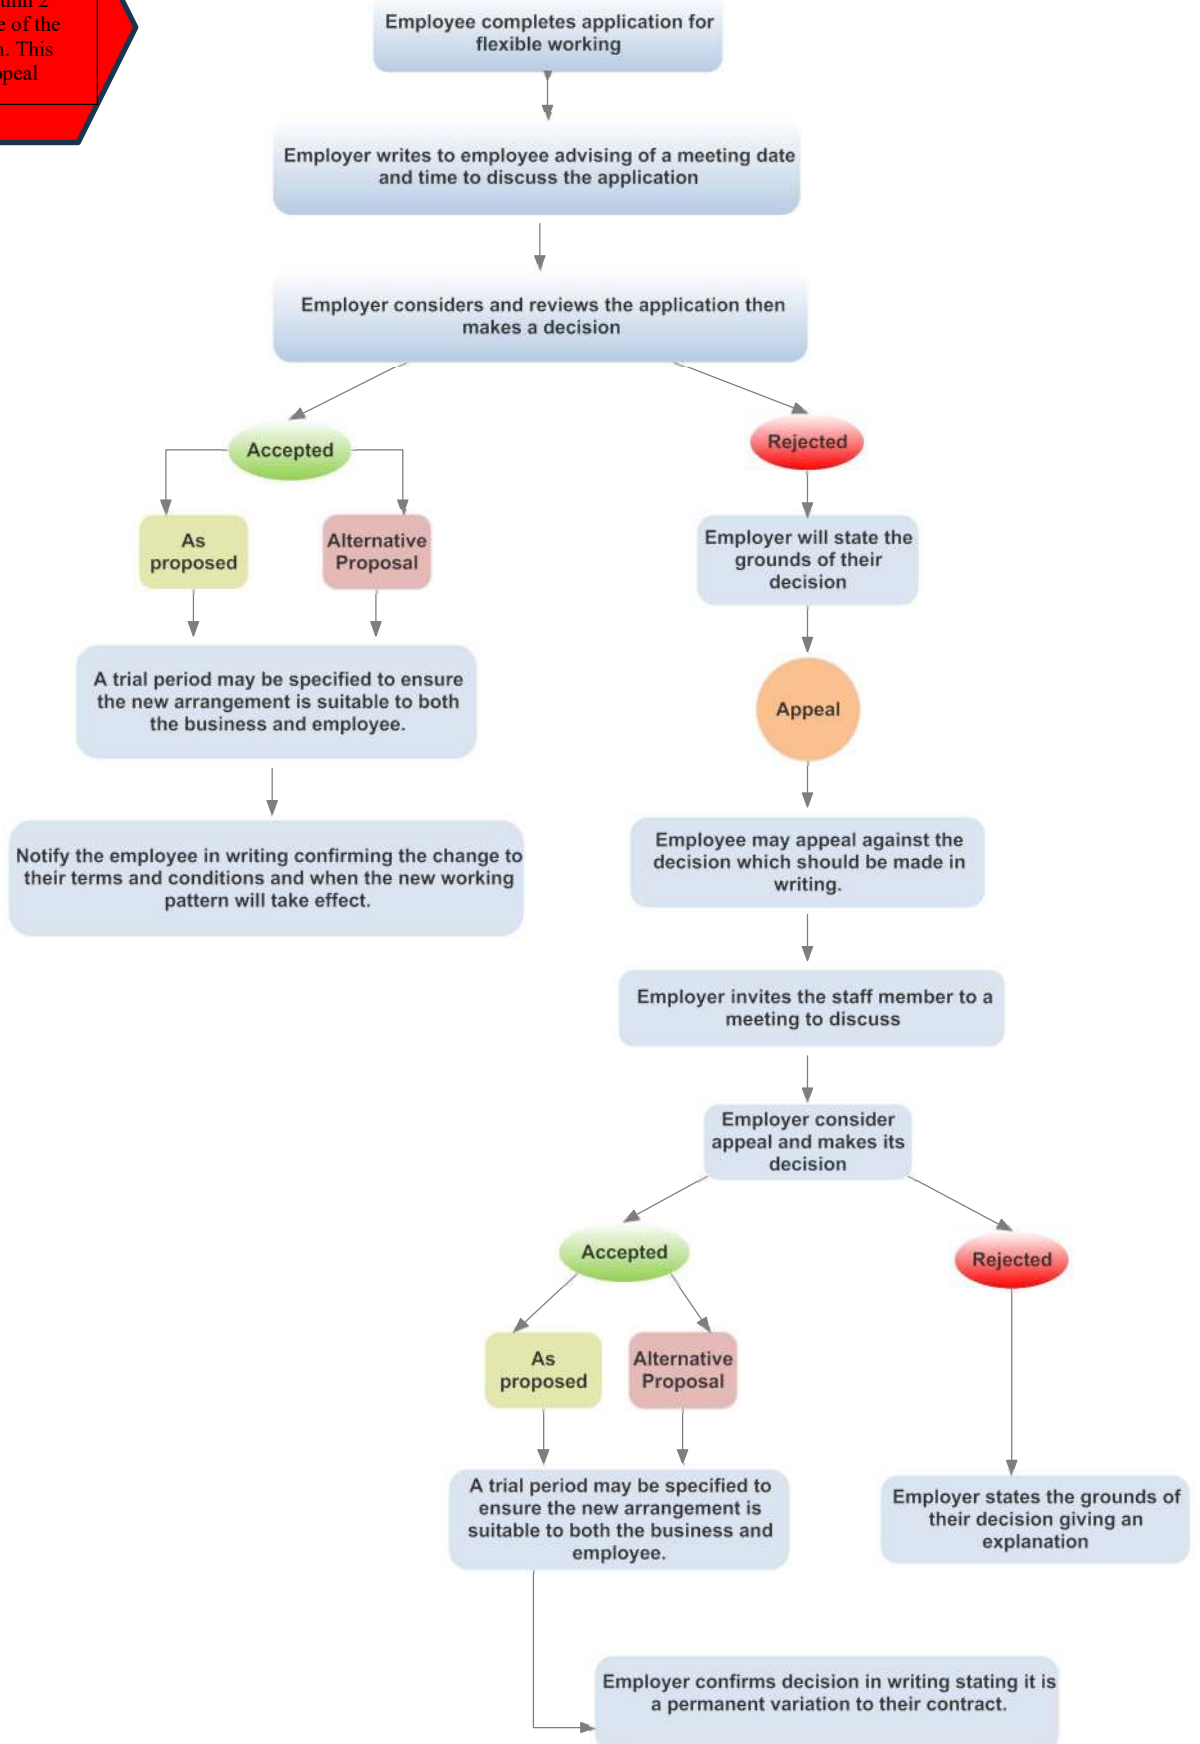 thin 2
e of the
n. This
ppeal
Employee completes application for
flexible working
Employer writes to employee advising of a meeting date
and time to discuss the application
Employer considers and reviews the application then
makes a decision
Accepted
Rejected
As
proposed
Alternative
Proposal
Employer will state the
grounds of their
decision
A trial period may be specified to ensure
the new arrangement is suitable to both
the business and employee.
Appeal
Notify the employee in writing confirming the change to
their terms and conditions and when the new working
pattern will take effect.
Employee may appeal against the
decision which should be made in
writing.
Employer invites the staff member to a
meeting to discuss
Employer consider
appeal and makes its
decision
Accepted
Rejected
As
proposed
Alternative
Proposal
A trial period may be specified to
ensure the new arrangement is
suitable to both the business and
employee.
Employer states the grounds of
their decision giving an
explanation
Employer confirms decision in writing stating it is
a permanent variation to their contract.